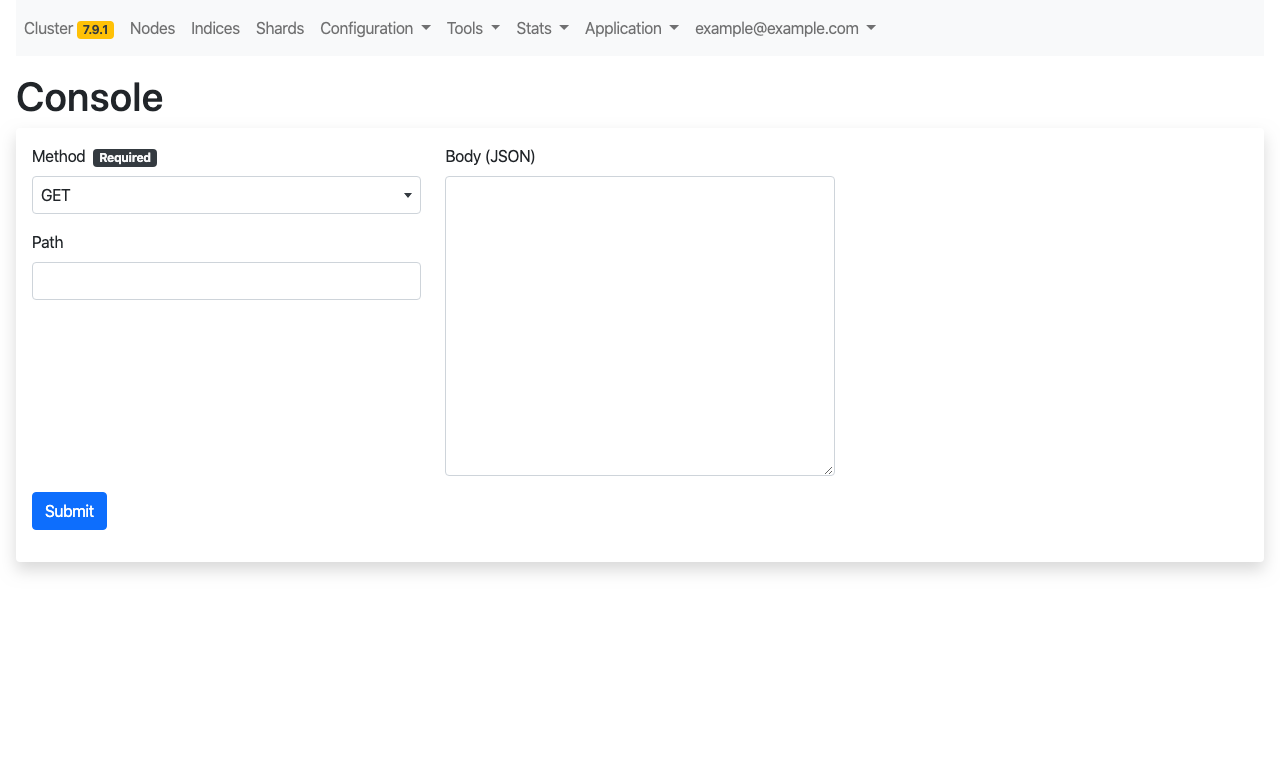 Cluster 7.9.1 Nodes Indices Shards Configuration Tools Stats Application example@example.com
Console
Method Required
GET
Path
Body (JSON)
Submit